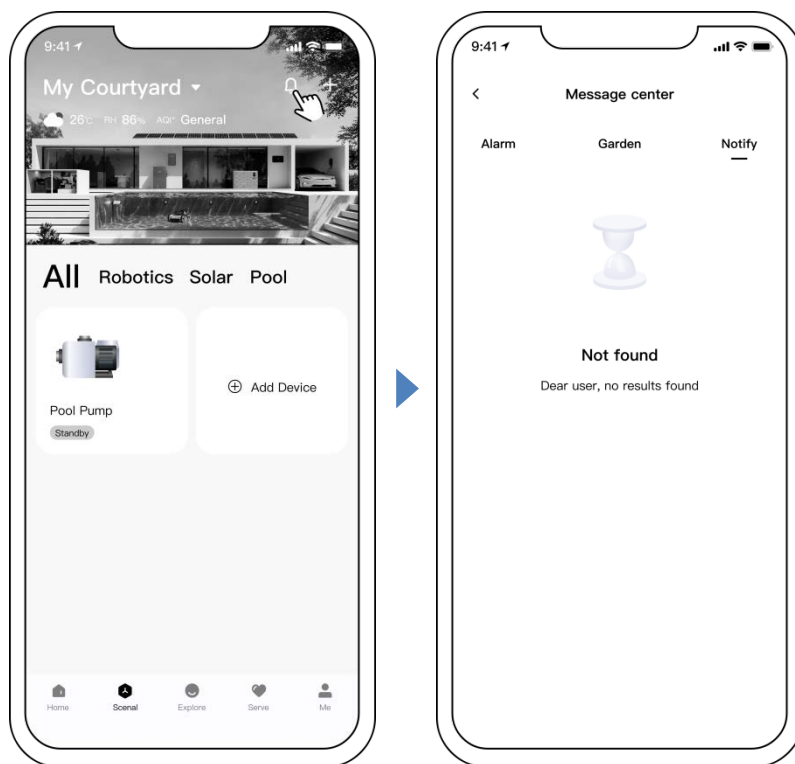 9:41
My Courtyard
26℃ RH 86% AQI* General
All Robotics Solar Pool
Pool Pump
Standby
Add Device
Home Scenal Explore Serve Me
9:41
Message center
Alarm Garden Notify
Not found
Dear user, no results found